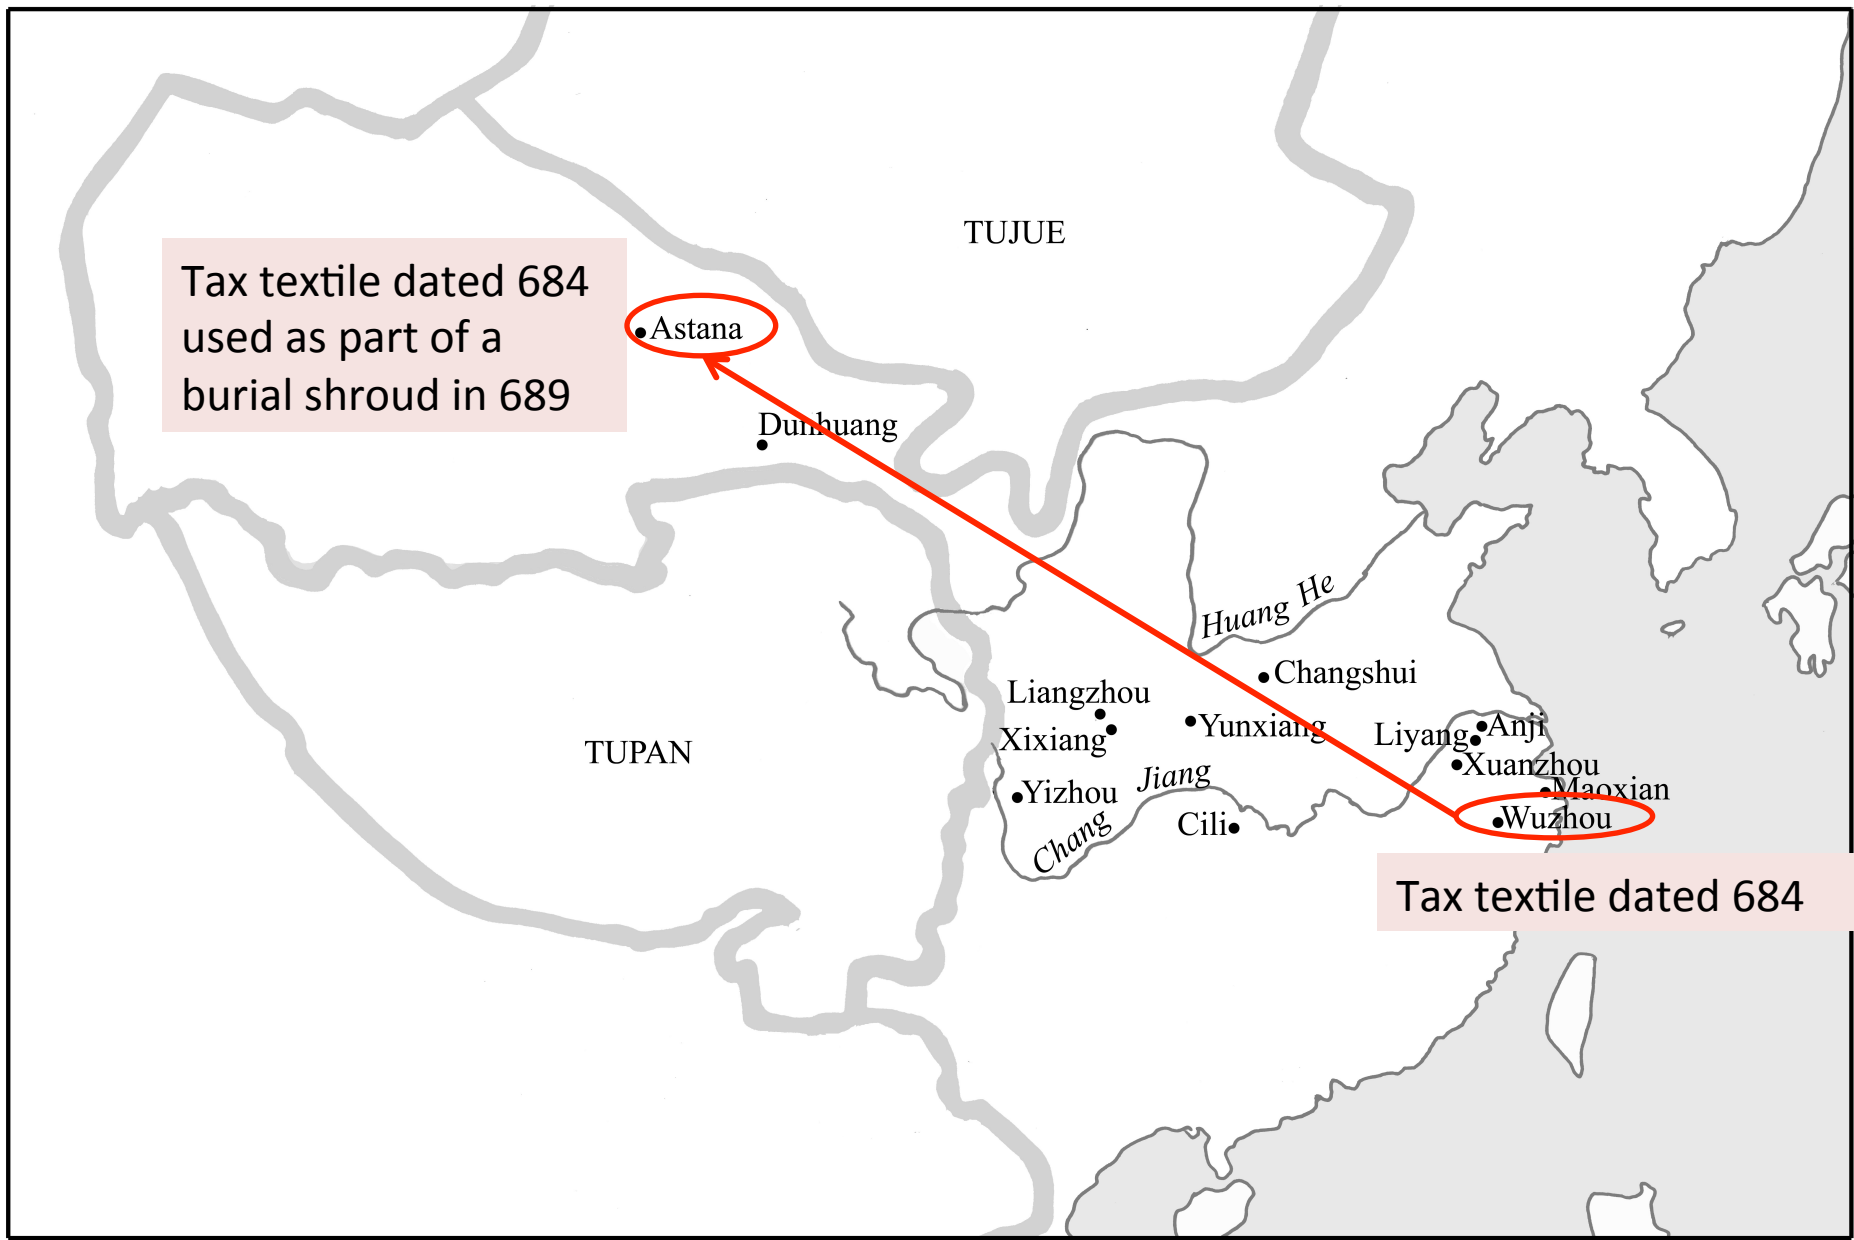 TUJUE
Tax textile dated 684
used as part of a
burial shroud in 689
Astana
Dunhuang
Huang He
Changshui
Liangzhou
Xixiang
Yunxiang
Anji
Liyang
Xuanzhou
TUPAN
Yizhou
Chang Jiang
Maoxian
Cili
Wuzhou
Tax textile dated 684